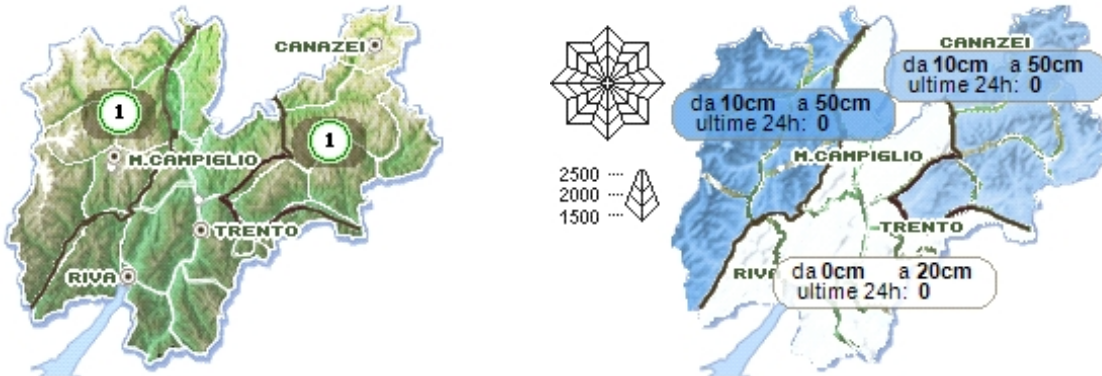 CANAZEI
1
1
M.CAMPIGLIO
TRENTO
RIVA
CANAZEI
da 10cm a 50cm
ultime 24h: 0
da 10cm a 50cm
ultime 24h: 0
M.CAMPIGLIO
2500
2000
1500
TRENTO
RIVA
da 0cm a 20cm
ultime 24h: 0